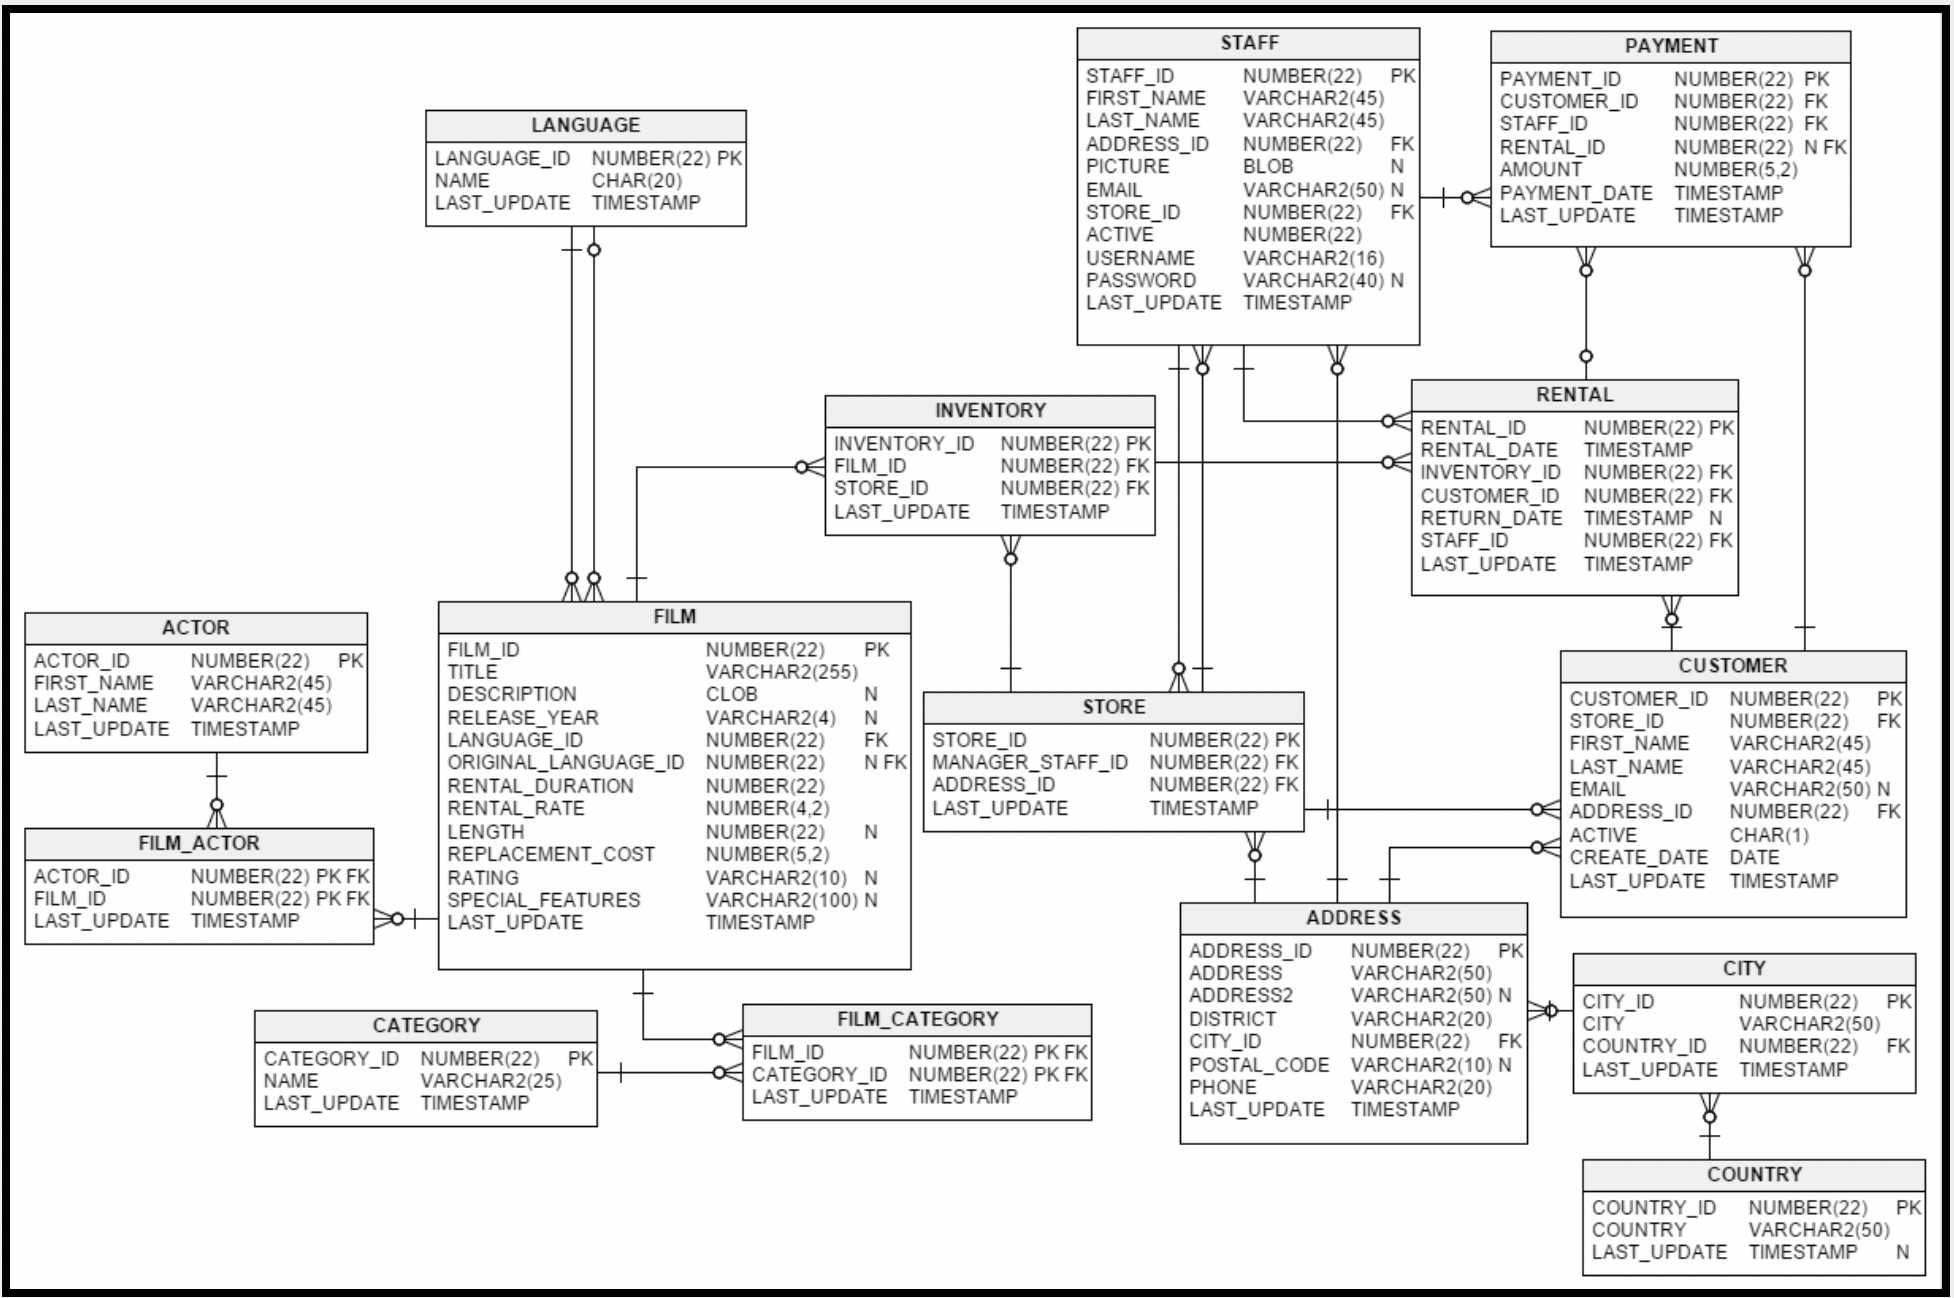 STAFF
STAFF_ID NUMBER(22) PK
FIRST_NAME VARCHAR2(45)
LAST_NAME VARCHAR2(45)
ADDRESS_ID NUMBER(22) FK
PICTURE BLOB N
EMAIL VARCHAR2(50) N
STORE_ID NUMBER(22) FK
ACTIVE NUMBER(22)
USERNAME VARCHAR2(16)
PASSWORD VARCHAR2(40) N
LAST_UPDATE TIMESTAMP
PAYMENT
PAYMENT_ID NUMBER(22) PK
CUSTOMER_ID NUMBER(22) FK
STAFF_ID NUMBER(22) FK
RENTAL_ID NUMBER(22) N FK
AMOUNT NUMBER(5,2)
PAYMENT_DATE TIMESTAMP
LAST_UPDATE TIMESTAMP
LANGUAGE
LANGUAGE_ID NUMBER(22) PK
NAME CHAR(20)
LAST_UPDATE TIMESTAMP
INVENTORY
INVENTORY_ID NUMBER(22) PK
FILM_ID NUMBER(22) FK
STORE_ID NUMBER(22) FK
LAST_UPDATE TIMESTAMP
RENTAL
RENTAL_ID NUMBER(22) PK
RENTAL_DATE TIMESTAMP
INVENTORY_ID NUMBER(22) FK
CUSTOMER_ID NUMBER(22) FK
RETURN_DATE TIMESTAMP N
STAFF_ID NUMBER(22) FK
LAST_UPDATE TIMESTAMP
ACTOR
ACTOR_ID NUMBER(22) PK
FIRST_NAME VARCHAR2(45)
LAST_NAME VARCHAR2(45)
LAST_UPDATE TIMESTAMP
FILM
FILM_ID NUMBER(22) PK
TITLE VARCHAR2(255)
DESCRIPTION CLOB N
RELEASE_YEAR VARCHAR2(4) N
LANGUAGE_ID NUMBER(22) FK
ORIGINAL_LANGUAGE_ID NUMBER(22) N FK
RENTAL_DURATION NUMBER(22)
RENTAL_RATE NUMBER(4,2)
LENGTH NUMBER(22) N
REPLACEMENT_COST NUMBER(5,2)
RATING VARCHAR2(10) N
SPECIAL_FEATURES VARCHAR2(100) N
LAST_UPDATE TIMESTAMP
STORE
STORE_ID NUMBER(22) PK
MANAGER_STAFF_ID NUMBER(22) FK
ADDRESS_ID NUMBER(22) FK
LAST_UPDATE TIMESTAMP
CUSTOMER
CUSTOMER_ID NUMBER(22) PK
STORE_ID NUMBER(22) FK
FIRST_NAME VARCHAR2(45)
LAST_NAME VARCHAR2(45)
EMAIL VARCHAR2(50) N
ADDRESS_ID NUMBER(22) FK
ACTIVE CHAR(1)
CREATE_DATE DATE
LAST_UPDATE TIMESTAMP
FILM_ACTOR
ACTOR_ID NUMBER(22) PK FK
FILM_ID NUMBER(22) PK FK
LAST_UPDATE TIMESTAMP
ADDRESS
ADDRESS_ID NUMBER(22) PK
ADDRESS VARCHAR2(50)
ADDRESS2 VARCHAR2(50) N
DISTRICT VARCHAR2(20)
CITY_ID NUMBER(22) FK
POSTAL_CODE VARCHAR2(10) N
PHONE VARCHAR2(20)
LAST_UPDATE TIMESTAMP
CITY
CITY_ID NUMBER(22) PK
CITY VARCHAR2(50)
COUNTRY_ID NUMBER(22) FK
LAST_UPDATE TIMESTAMP
CATEGORY
CATEGORY_ID NUMBER(22) PK
NAME VARCHAR2(25)
LAST_UPDATE TIMESTAMP
FILM_CATEGORY
FILM_ID NUMBER(22) PK FK
CATEGORY_ID NUMBER(22) PK FK
LAST_UPDATE TIMESTAMP
COUNTRY
COUNTRY_ID NUMBER(22) PK
COUNTRY VARCHAR2(50)
LAST_UPDATE TIMESTAMP N